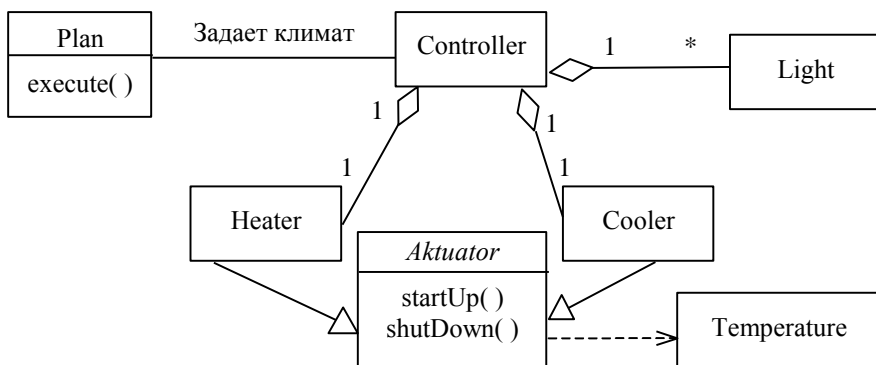 Plan
execute( )
Задает климат
Controller
1
*
Light
1
1
1
1
Heater
Cooler
Aktuator
startUp( )
shutDown( )
Temperature